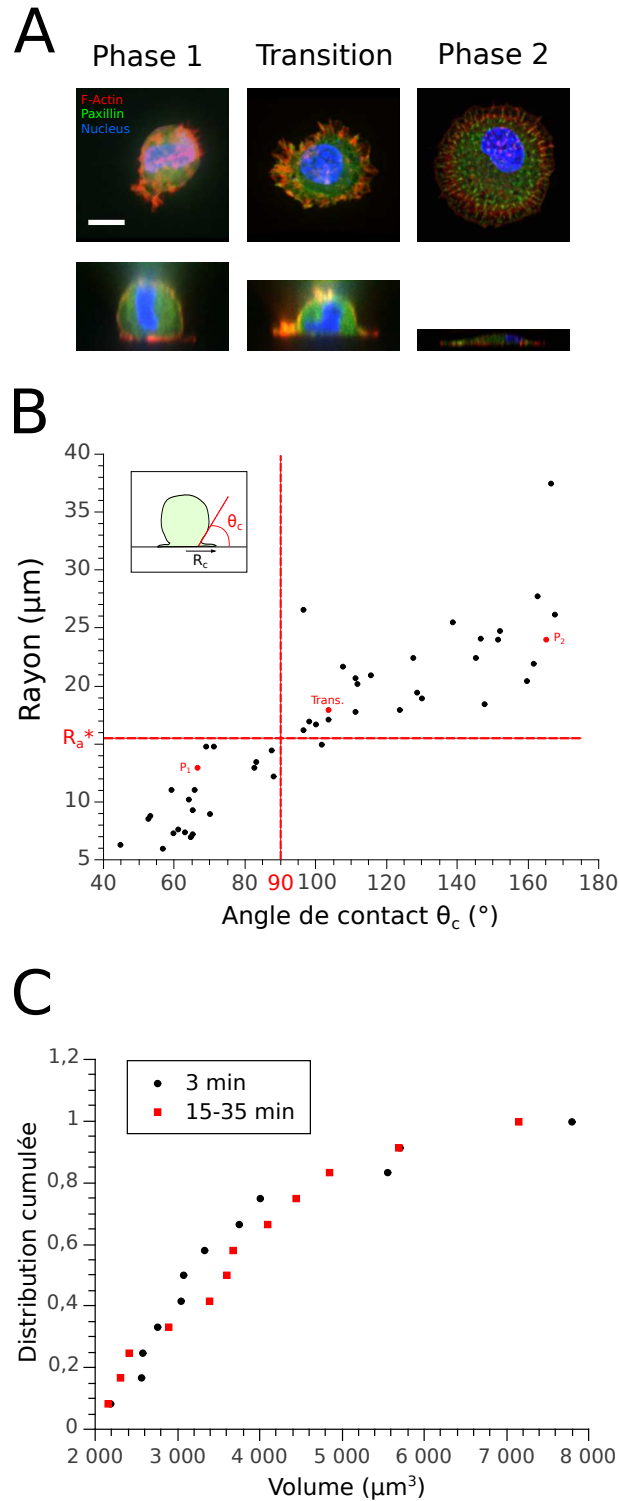 A
Phase 1 Transition Phase 2
F-Actin
Paxillin
Nucleus
B
Rayon (μm)
40
35
30
25
20
10
5
Rₐ*
θc
Rc
P₁
Trans.
P₂
40 60 80 90 100 120 140 160 180
Angle de contact θc (°)
C
Distribution cumulée
1,2
1
0,8
0,6
0,4
0,2
0
3 min
15-35 min
2 000 3 000 4 000 5 000 6 000 7 000 8 000
Volume (μm³)